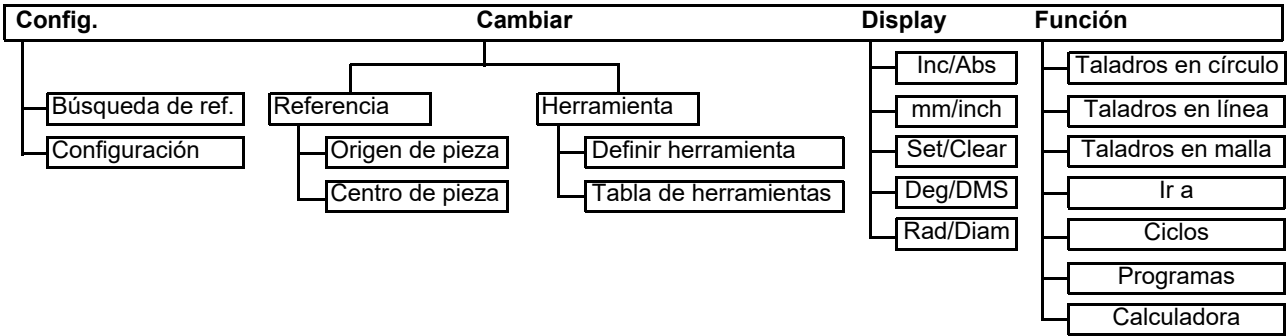 Config. Cambiar Display Función
Búsqueda de ref.
Configuración
Referencia
Origen de pieza
Centro de pieza
Herramienta
Definir herramienta
Tabla de herramientas
Inc/Abs
mm/inch
Set/Clear
Deg/DMS
Rad/Diam
Taladros en círculo
Taladros en línea
Taladros en malla
Ir a
Ciclos
Programas
Calculadora